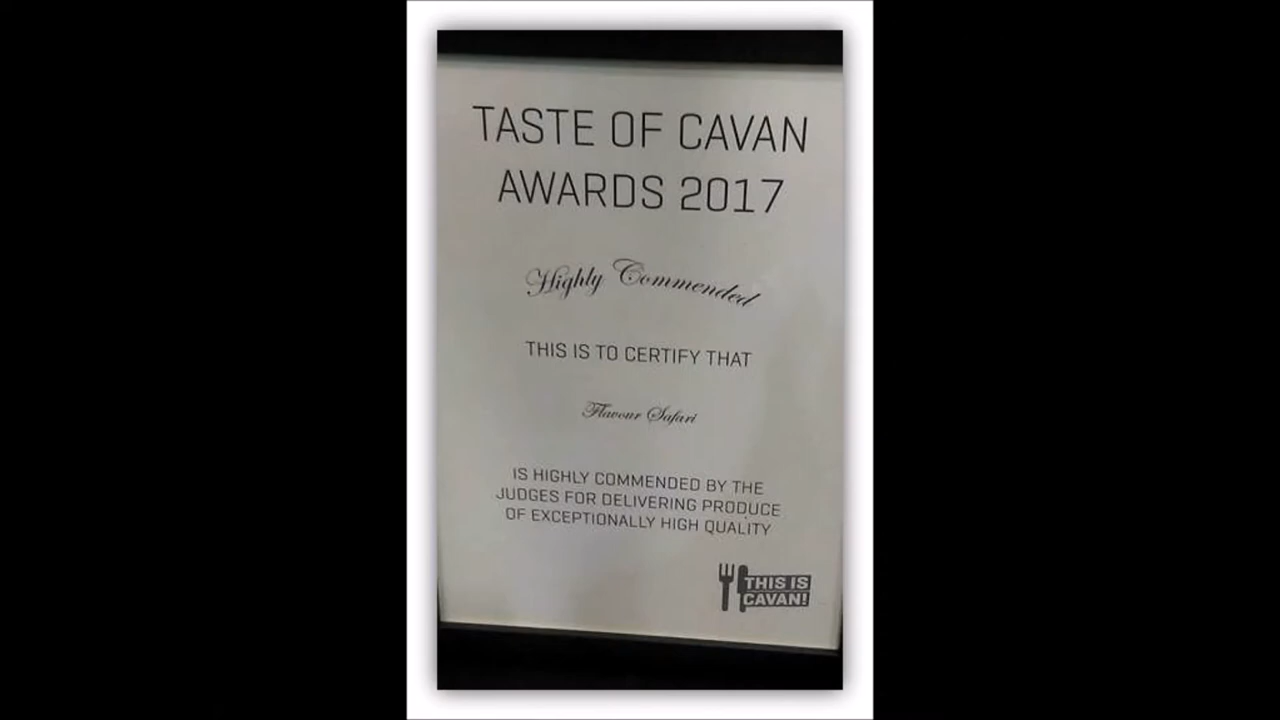 TASTE OF CAVAN
AWARDS 2017
Highly Commended
THIS IS TO CERTIFY THAT
Flavour Safari
IS HIGHLY COMMENDED BY THE
JUDGES FOR DELIVERING PRODUCE
OF EXCEPTIONALLY HIGH QUALITY
THIS IS
CAVAN!